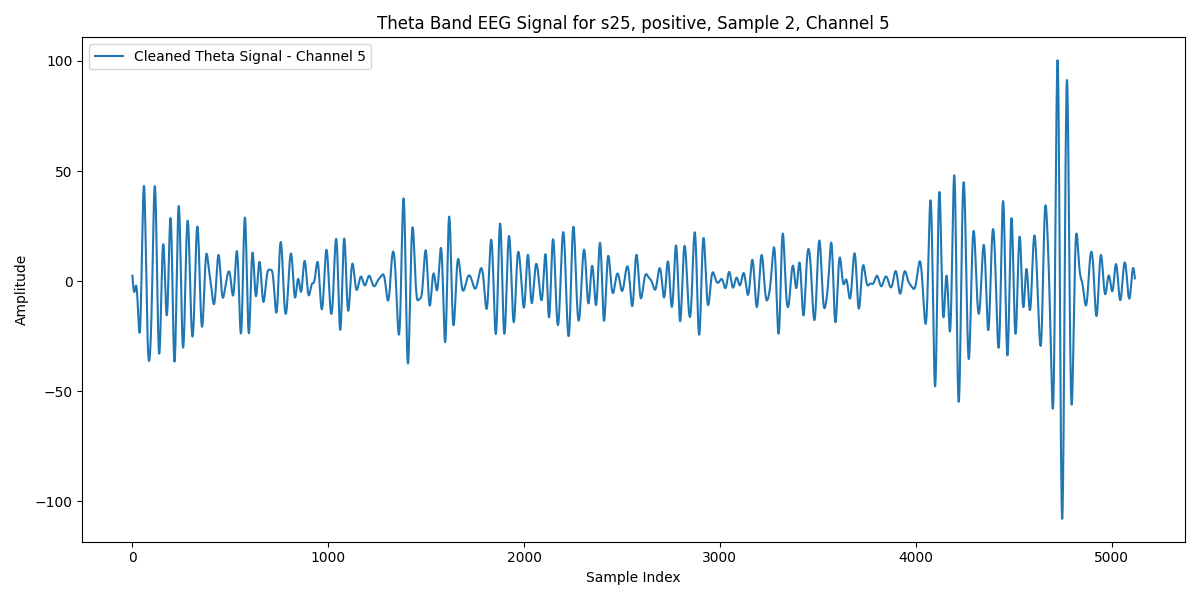 Theta Band EEG Signal for s25, positive, Sample 2, Channel 5
Cleaned Theta Signal - Channel 5
Amplitude
100
50
0
−50
−100
0 1000 2000 3000 4000 5000
Sample Index